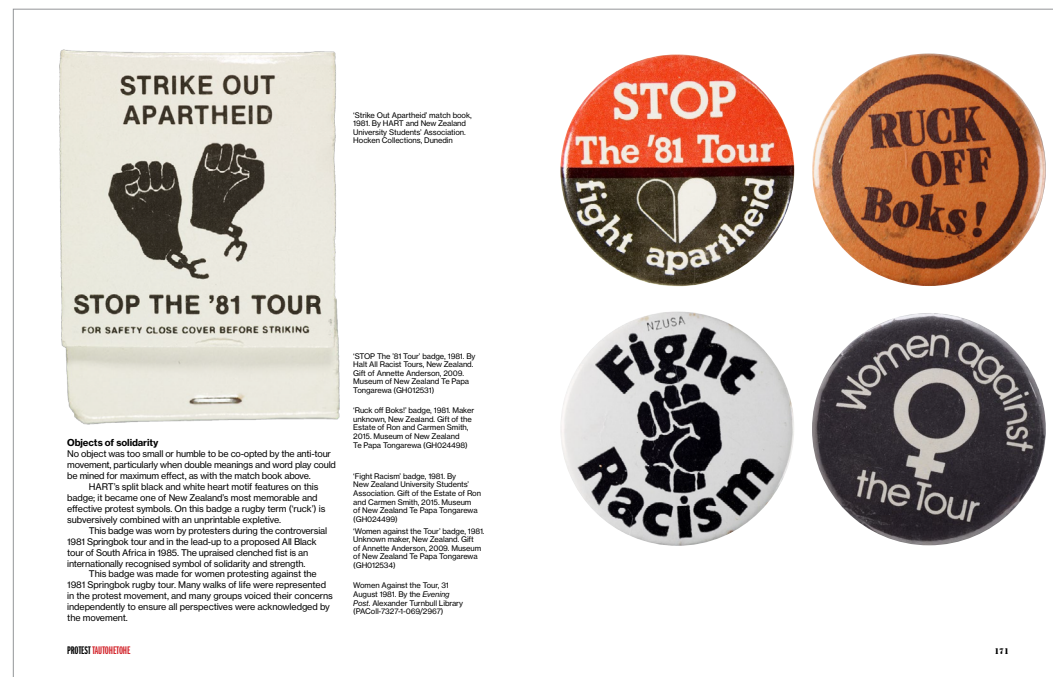 STRIKE OUT
APARTHEID
STOP THE ’81 TOUR
FOR SAFETY CLOSE COVER BEFORE STRIKING
Objects of solidarity
No object was too small or humble to be co-opted by the anti-tour
movement, particularly when double meanings and word play could
be mined for maximum effect, as with the match book above.
HART’s split black and white heart motif features on this
badge; it became one of New Zealand’s most memorable and
effective protest symbols. On this badge a rugby term (‘ruck’) is
subversively combined with an unprintable expletive.
This badge was worn by protesters during the controversial
1981 Springbok tour and in the lead-up to a proposed All Black
tour of South Africa in 1985. The upraised clenched fist is an
internationally recognised symbol of solidarity and strength.
This badge was made for women protesting against the
1981 Springbok rugby tour. Many walks of life were represented
in the protest movement, and many groups voiced their concerns
independently to ensure all perspectives were acknowledged by
the movement.
‘Strike Out Apartheid’ match book,
1981. By HART and New Zealand
University Students’ Association.
Hocken Collections, Dunedin
‘STOP The ’81 Tour’ badge, 1981. By
Halt All Racist Tours, New Zealand.
Gift of Annette Anderson, 2009.
Museum of New Zealand Te Papa
Tongarewa (GH012531)
‘Ruck off Boks!’ badge, 1981. Maker
unknown, New Zealand. Gift of the
Estate of Ron and Carmen Smith,
2015. Museum of New Zealand
Te Papa Tongarewa (GH024498)
‘Fight Racism’ badge, 1981. By
New Zealand University Students’
Association. Gift of the Estate of Ron
and Carmen Smith, 2015. Museum
of New Zealand Te Papa Tongarewa
(GH024499)
‘Women against the Tour’ badge, 1981.
Unknown maker, New Zealand. Gift
of Annette Anderson, 2009. Museum
of New Zealand Te Papa Tongarewa
(GH012534)
Women Against the Tour, 31
August 1981. By the Evening
Post. Alexander Turnbull Library
(PAColl-7327-1-069/2967)
STOP
The ’81 Tour
fight apartheid
RUCK
OFF
Boks!
NZUSA
Fight
Racism
Women against
the Tour
PROTEST TAUTOHETOHE
171